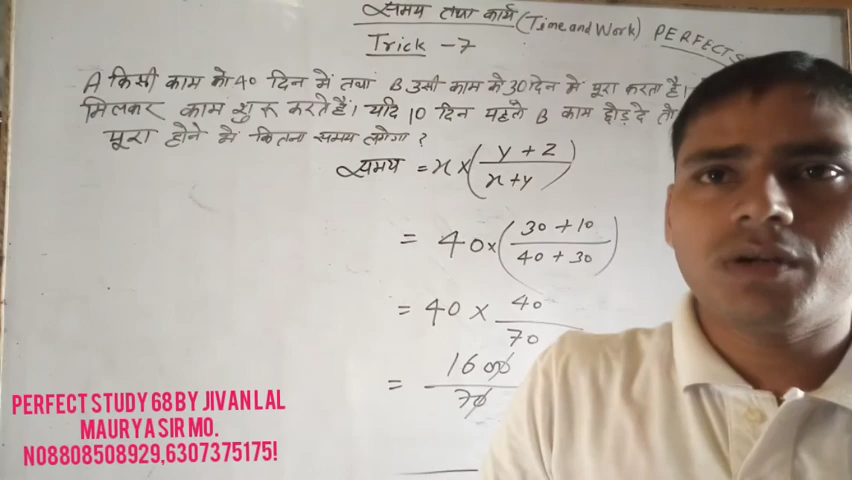 समय तथा कार्य (Time and Work) PERFECT S
Trick - 7
A किसी काम को 40 दिन में तथा B उसी काम को 30 दिन में पूरा करता है।
मिलकर काम शुरू करते हैं। यदि 10 दिन पहले B काम छोड़ दे तो
पूरा होने में कितना समय लगेगा ?
समय = x × ( y + z / x + y )
= 40 × ( 30 + 10 / 40 + 30 )
= 40 × 40 / 70
= 1600 / 70
PERFECT STUDY 68 BY JIVAN LAL
MAURYA SIR MO.
NO8808508929,6307375175!